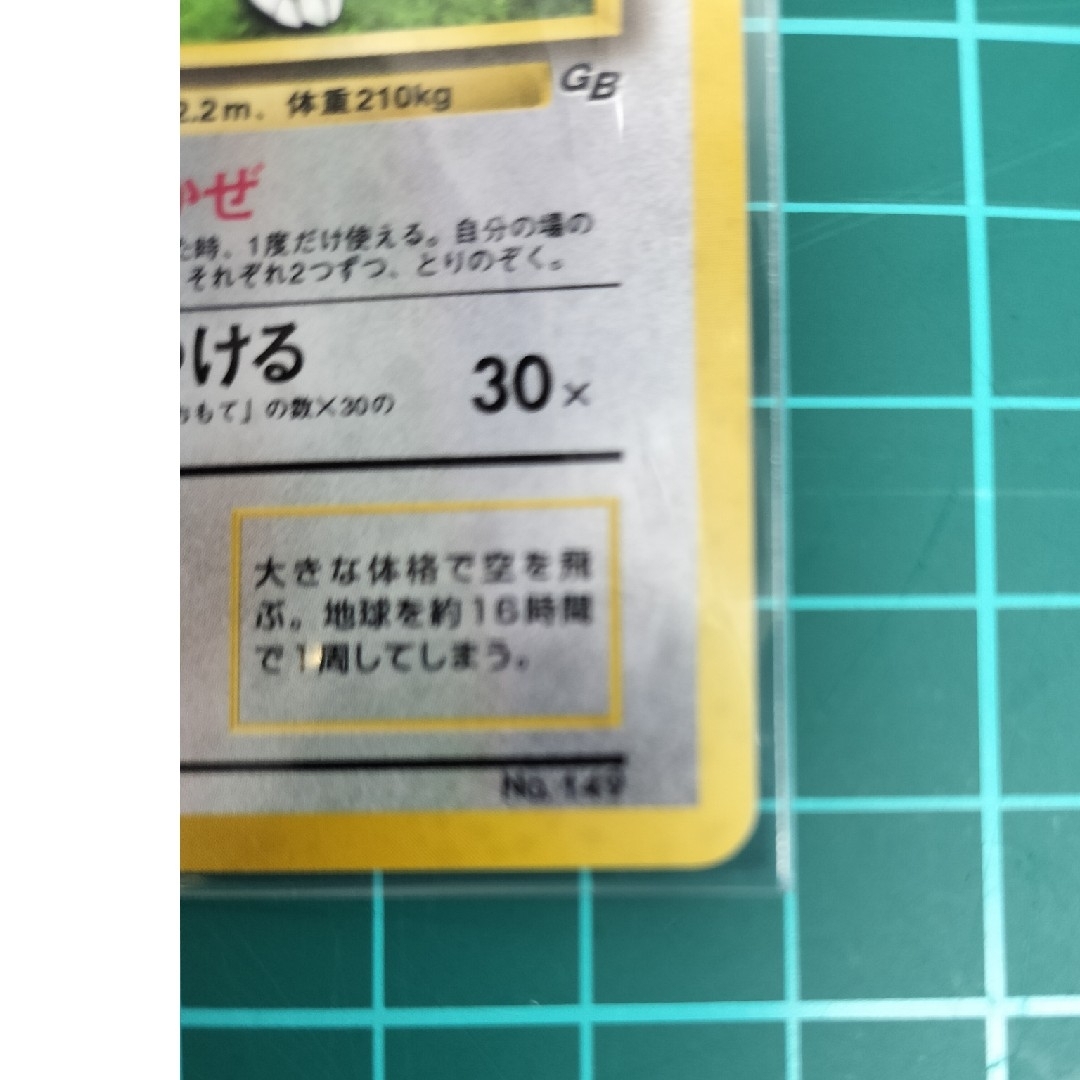 2.2m、体重210kg
GB
かぜ
た時、1度だけ使える。自分の場の
それぞれ2つずつ、とりのぞく。
つける
30×
おもて」の数×30の
大きな体格で空を飛
ぶ。地球を約16時間
で1周してしまう。
No.149